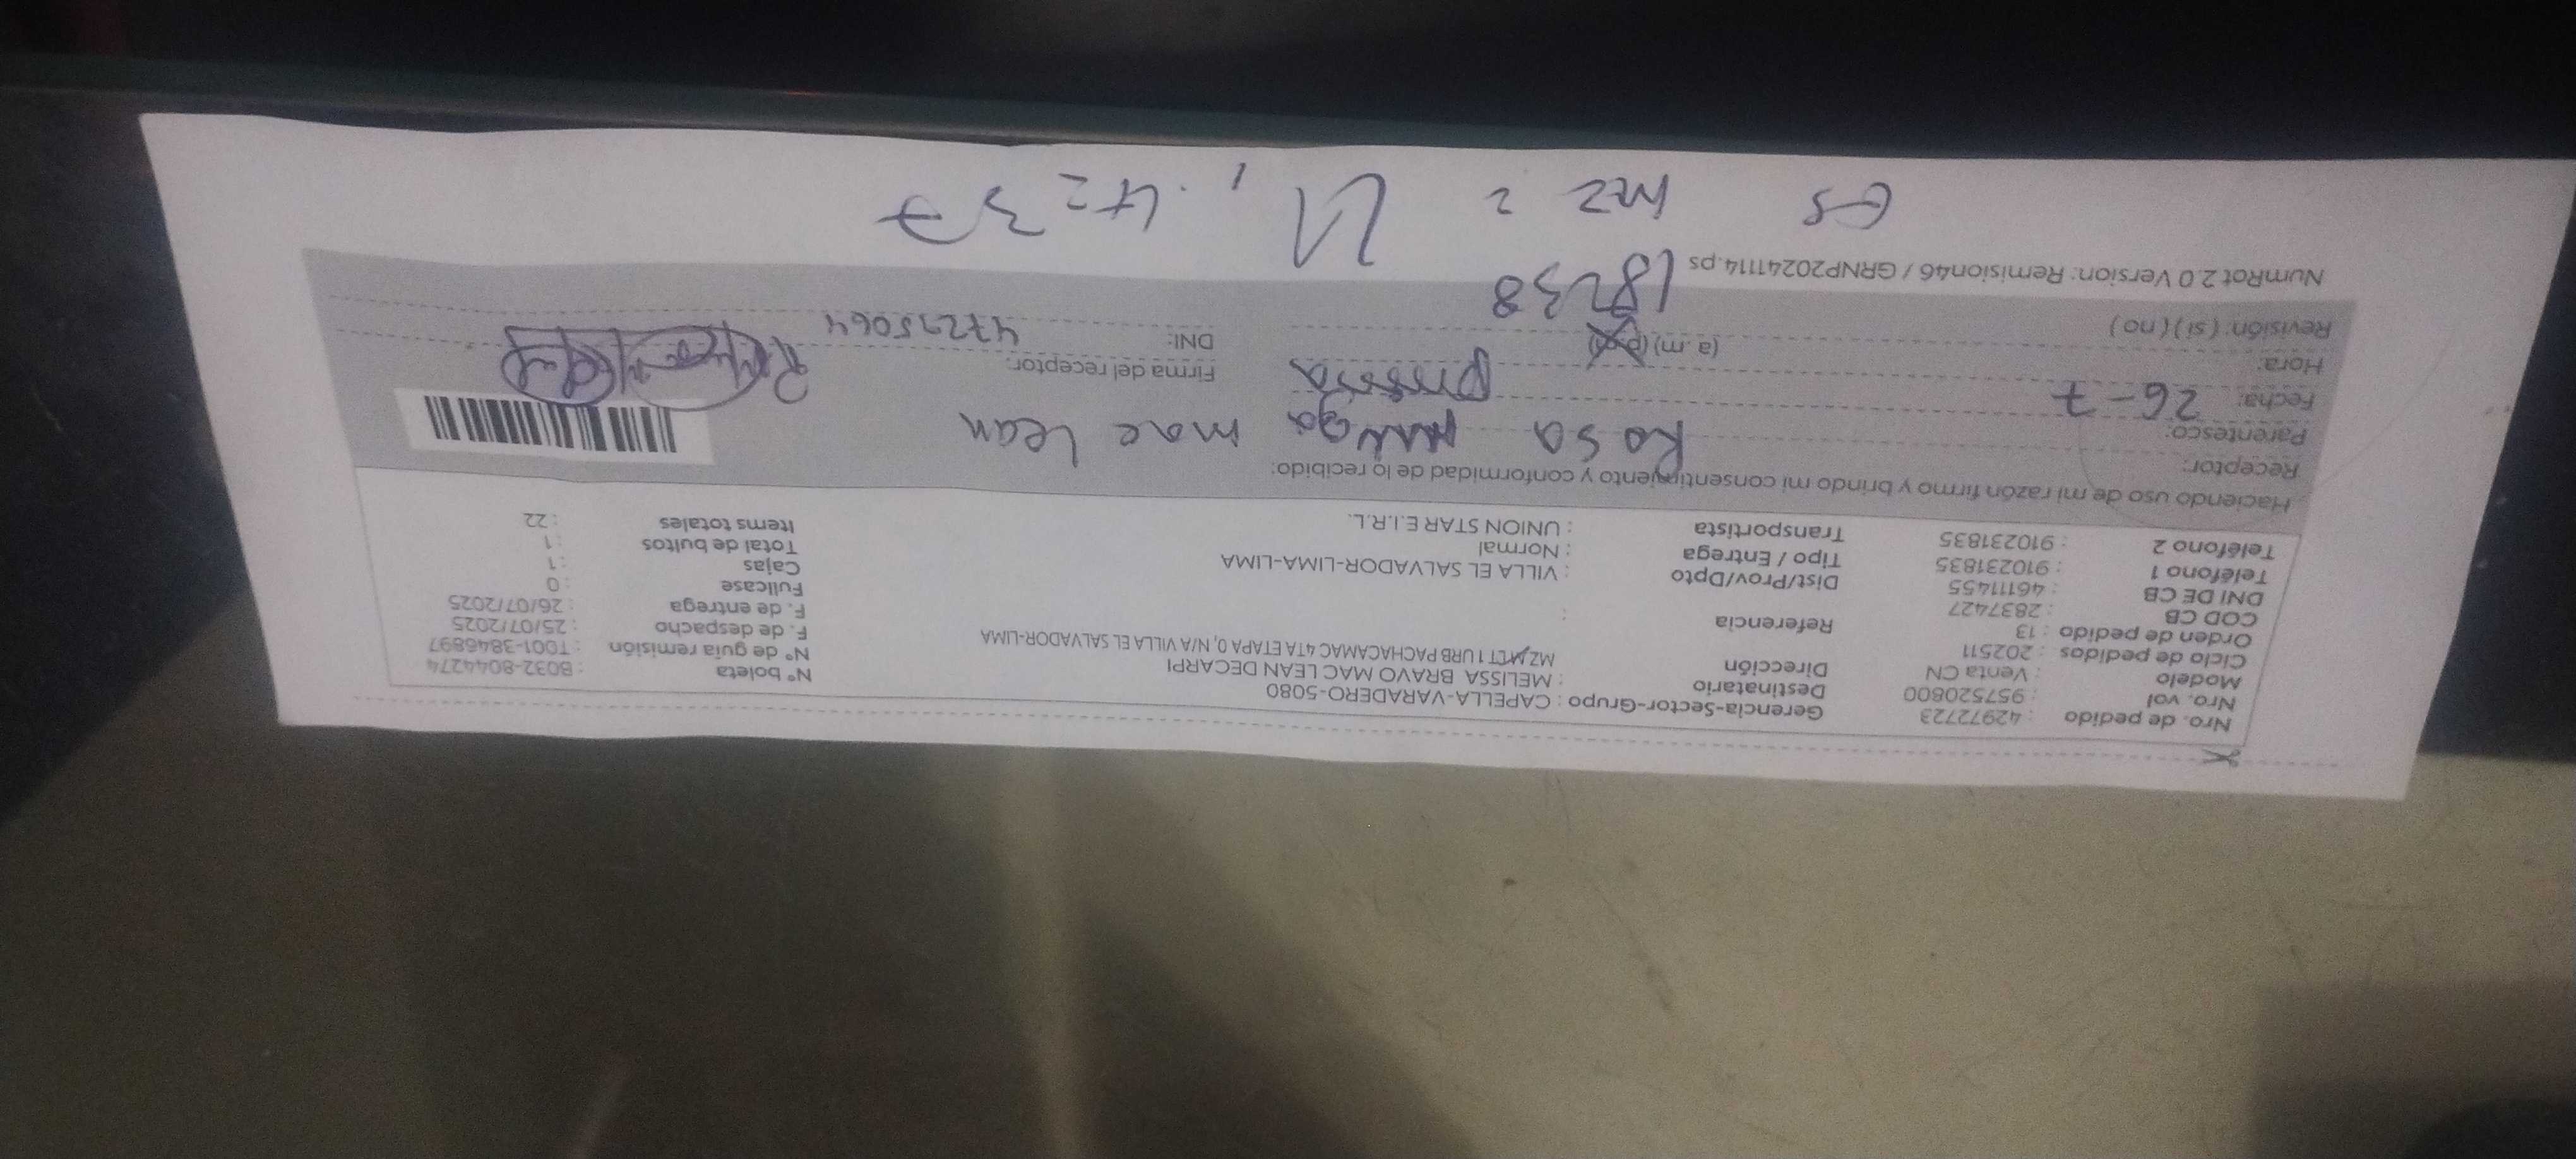 Nro. de pedido : 42972723 Gerencia-Sector-Grupo : CAPELLA-VARADERO-5080 N° boleta : B032-8044274
Nro. vol : 957520800 Destinatario : MELISSA BRAVO MAC LEAN DECARPI N° de guia remisión : T001-3846897
Modelo : Venta CN Dirección MZ LT 1 URB PACHACAMAC 4TA ETAPA 0, N/A VILLA EL SALVADOR-LIMA F. de despacho : 25/07/2025
Ciclo de pedidos : 202511 F. de entrega : 26/07/2025
Orden de pedido : 13 Referencia : Fullcase : 0
COD CB : 2837427 Cajas : 1
DNI DE CB : 46111455 Dist/Prov/Dpto : VILLA EL SALVADOR-LIMA-LIMA Total de bultos : 1
Teléfono 1 : 910231835 Tipo / Entrega : Normal Items totales : 22
Teléfono 2 : 910231835 Transportista : UNION STAR E.I.R.L.
Haciendo uso de mi razón firmo y brindo mi consentimiento y conformidad de lo recibido:
Receptor: Rosa mac lean
Parentesco:
Fecha: 26-7 Firma del receptor:
Hora: (a.m) (p.m) DNI: 47295064
Revisión: (si) (no) 18238
NumRot 2.0 Version: Remision46 / GRNP20241114.ps
es MZ =